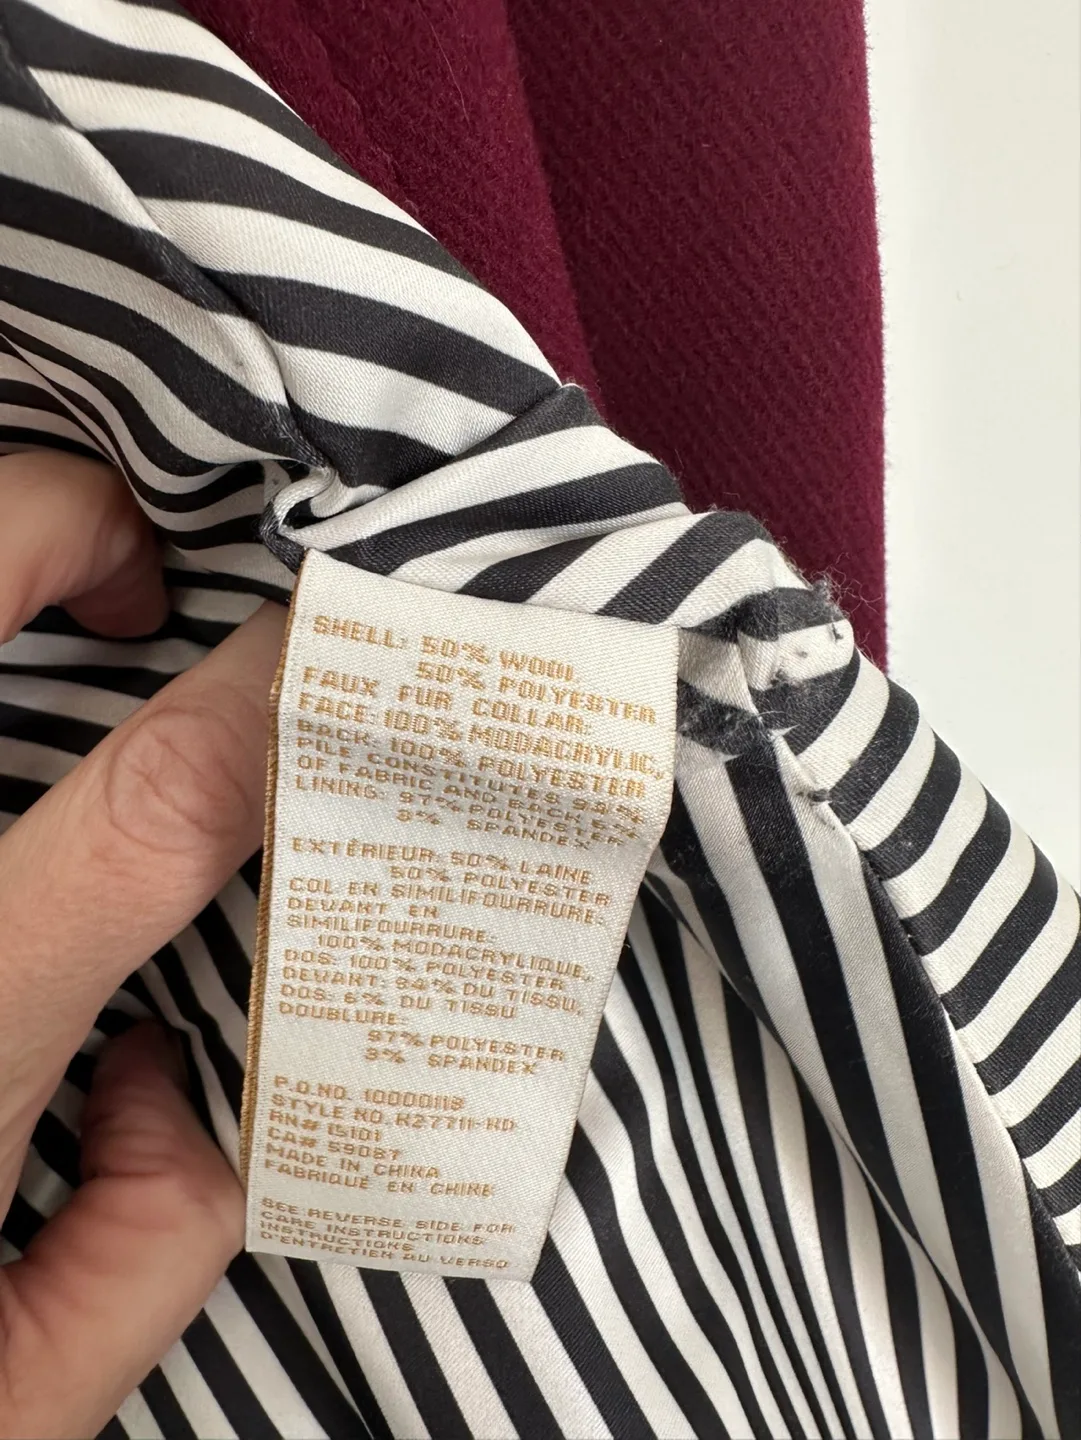 SHELL: 50% WOOL
50% POLYESTER
FAUX FUR COLLAR:
FACE: 100% MODACRYLIC,
BACK: 100% POLYESTER
PILE CONSTITUTES 94%
OF FABRIC AND BACK 6%
LINING: 97% POLYESTER
3% SPANDEX
EXTÉRIEUR: 50% LAINE
50% POLYESTER
COL EN SIMILIFOURRURE:
DEVANT EN
SIMILIFOURRURE:
100% MODACRYLIQUE,
DOS: 100% POLYESTER
DEVANT: 94% DU TISSU,
DOS: 6% DU TISSU
DOUBLURE:
97% POLYESTER
3% SPANDEX
P.O.NO. 10000118
STYLE NO. K27711-HD
RN# 15101
CA# 59087
MADE IN CHINA
FABRIQUÉ EN CHINE
SEE REVERSE SIDE FOR
CARE INSTRUCTIONS
INSTRUCTIONS
D'ENTRETIEN AU VERSO